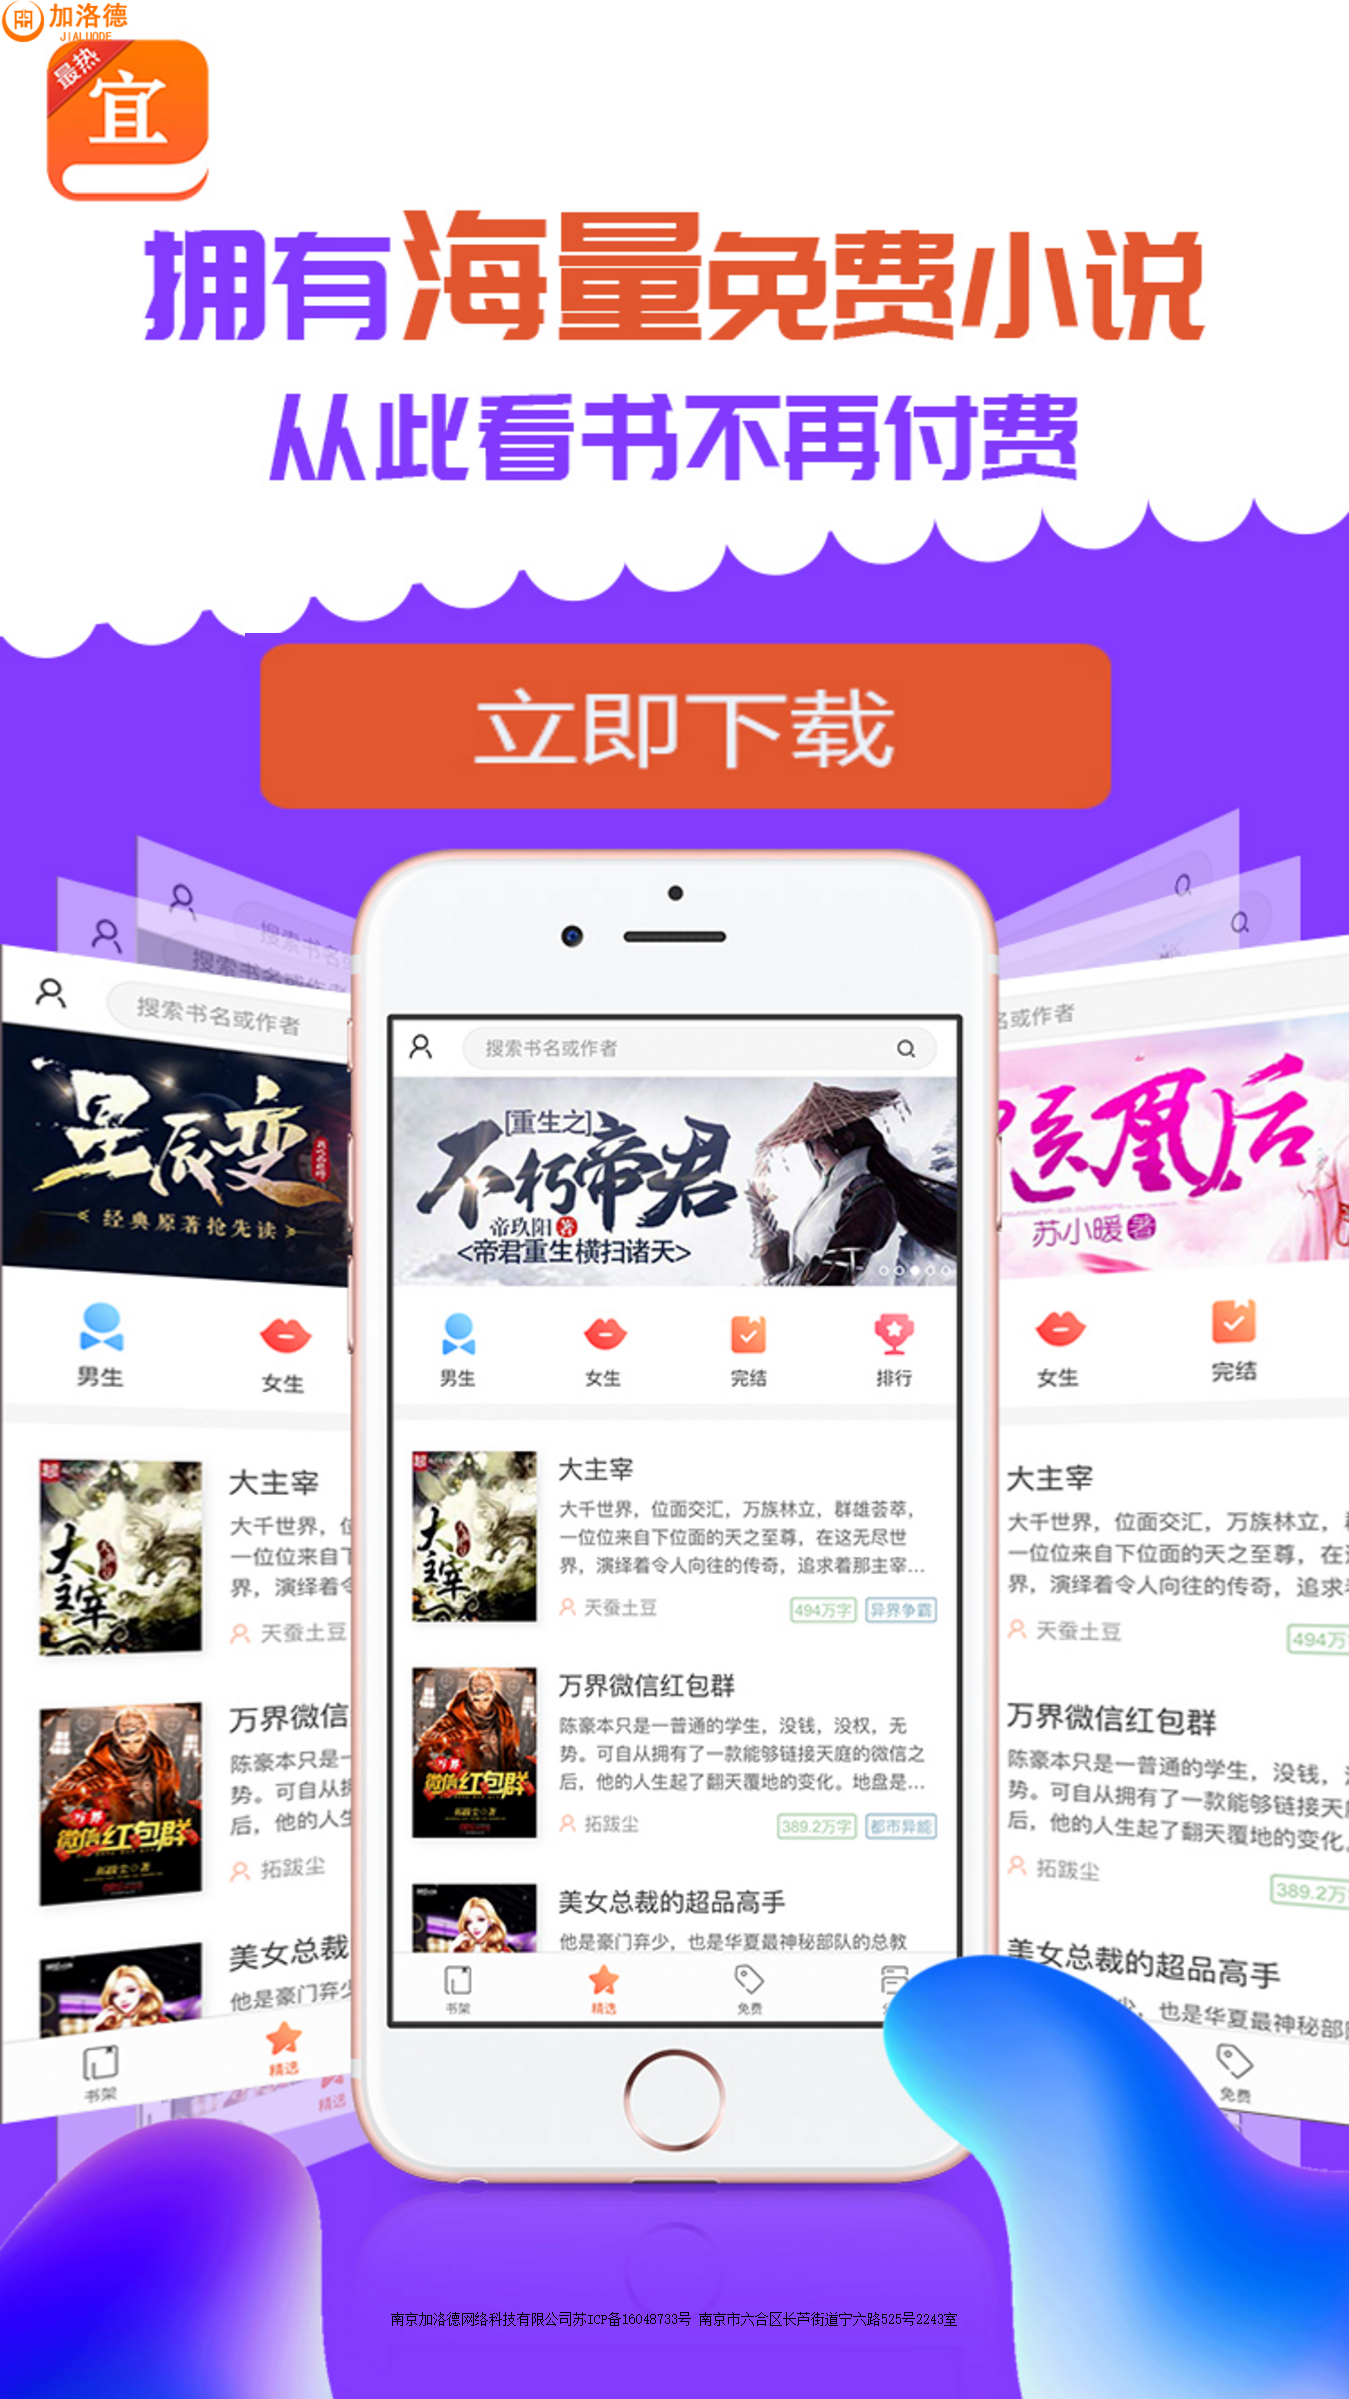 加洛德
JIALUODE
最热
宜
拥有海量免费小说
从此看书不再付费
立即下载
搜索书名或作者
搜索书名或作者
搜索书名或作者
名或作者
星辰变
经典原著抢先读
男生
女生
大主宰
大千世界，
一位位来自下
界，演绎着令
天蚕土豆
万界微信
陈豪本只是一
势。可自从拥
后，他的人生
拓跋尘
美女总裁
他是豪门弃少
书架
精选
精选
搜索书名或作者
[重生之]
不朽帝君
帝玖阳 著
<帝君重生横扫诸天>
男生
女生
完结
排行
大主宰
大主宰
大千世界，位面交汇，万族林立，群雄荟萃，
一位位来自下位面的天之至尊，在这无尽世
界，演绎着令人向往的传奇，追求着那主宰...
天蚕土豆
494万字
异界争霸
万界
微信红包群
万界微信红包群
陈豪本只是一普通的学生，没钱，没权，无
势。可自从拥有了一款能够链接天庭的微信之
后，他的人生起了翻天覆地的变化。地盘是...
拓跋尘
389.2万字
都市异能
美女总裁的超品高手
他是豪门弃少，也是华夏最神秘部队的总教
书架
精选
免费
医凰后
苏小暖 著
女生
完结
大主宰
大千世界，位面交汇，万族林立，
一位位来自下位面的天之至尊，在
界，演绎着令人向往的传奇，追求
天蚕土豆
494万
万界微信红包群
陈豪本只是一普通的学生，没钱，
势。可自从拥有了一款能够链接天
后，他的人生起了翻天覆地的变化。
拓跋尘
389.2万
美女总裁的超品高手
，也是华夏最神秘部
免费
南京加洛德网络科技有限公司苏ICP备16048733号 南京市六合区长芦街道宁六路525号2243室